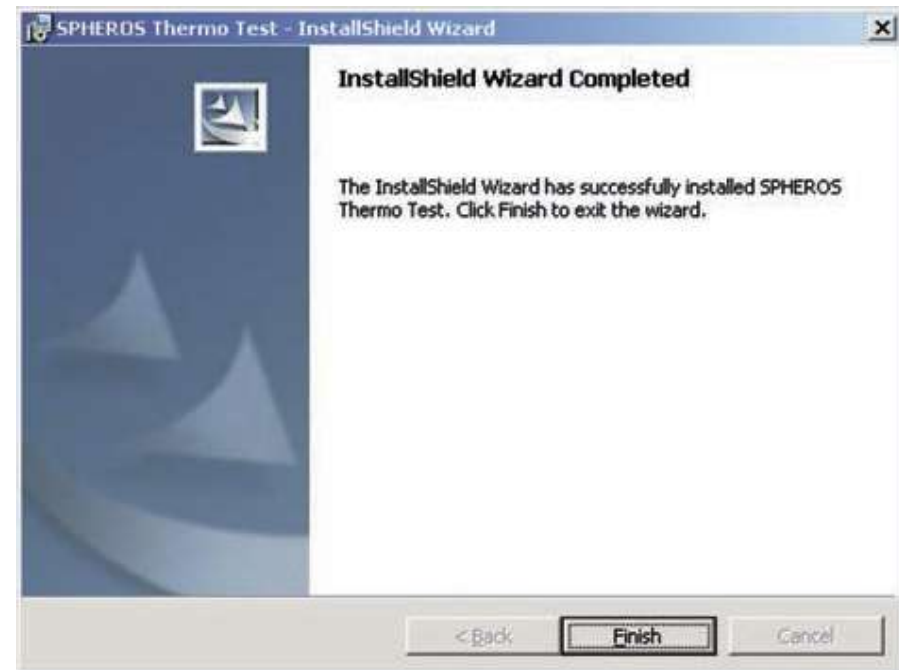 SPHEROS Thermo Test - InstallShield Wizard
InstallShield Wizard Completed
The InstallShield Wizard has successfully installed SPHEROS
Thermo Test. Click Finish to exit the wizard.
< Back
Finish
Cancel